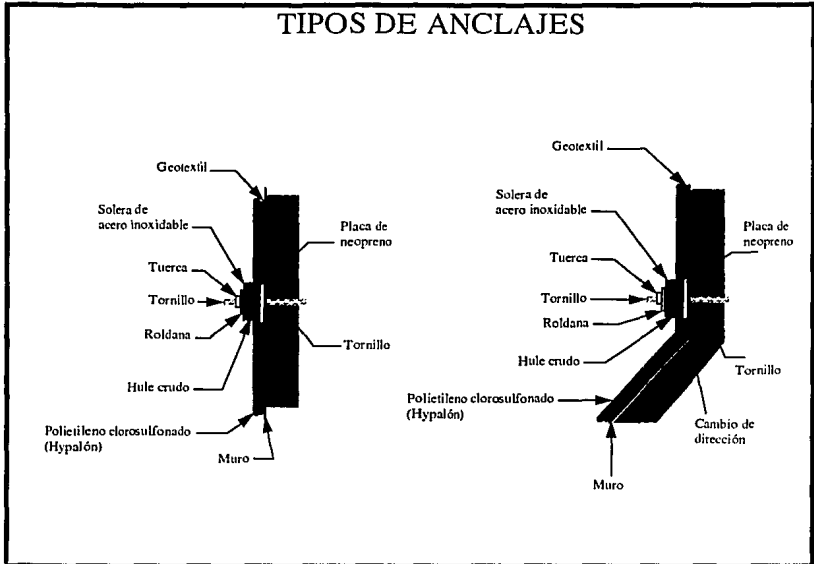 TIPOS DE ANCLAJES
Geotextil
Solera de
acero inoxidable
Tuerca
Tornillo
Roldana
Hule crudo
Polietileno clorosulfonado
(Hypalón)
Muro
Placa de
neopreno
Tornillo
Geotextil
Solera de
acero inoxidable
Tuerca
Tornillo
Roldana
Hule crudo
Polietileno clorosulfonado
(Hypalón)
Muro
Placa de
neopreno
Tornillo
Cambio de
dirección